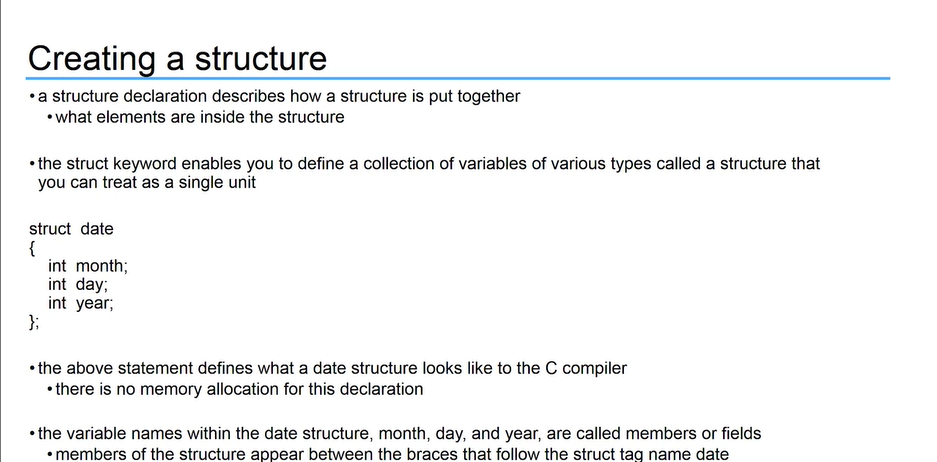 Creating a structure
•a structure declaration describes how a structure is put together
•what elements are inside the structure
•the struct keyword enables you to define a collection of variables of various types called a structure that
you can treat as a single unit
struct date
{
int month;
int day;
int year;
};
•the above statement defines what a date structure looks like to the C compiler
•there is no memory allocation for this declaration
•the variable names within the date structure, month, day, and year, are called members or fields
•members of the structure appear between the braces that follow the struct tag name date